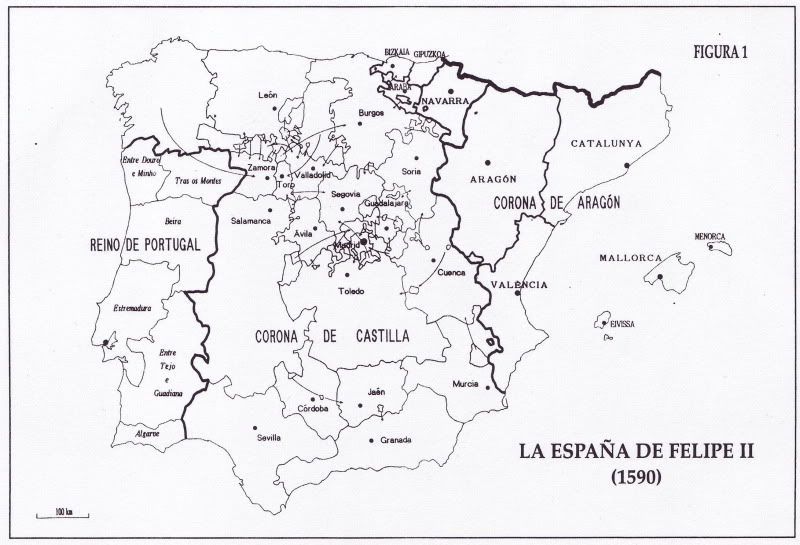 FIGURA 1
BIZKAIA
GIPUZKOA
ARABA
NAVARRA
León
Burgos
CATALUNYA
ARAGÓN
Entre Douro
e Minho
Tras os Montes
Zamora
Toro
Valladolid
Soria
Segovia
Guadalajara
CORONA DE ARAGÓN
Beira
Salamanca
Avila
Madrid
REINO DE PORTUGAL
MENORCA
MALLORCA
Cuenca
Toledo
VALÈNCIA
Estremadura
EIVISSA
CORONA DE CASTILLA
Entre
Tejo
e
Guadiana
Jaén
Murcia
Córdoba
Algarve
Sevilla
Granada
LA ESPAÑA DE FELIPE II
(1590)
100 km